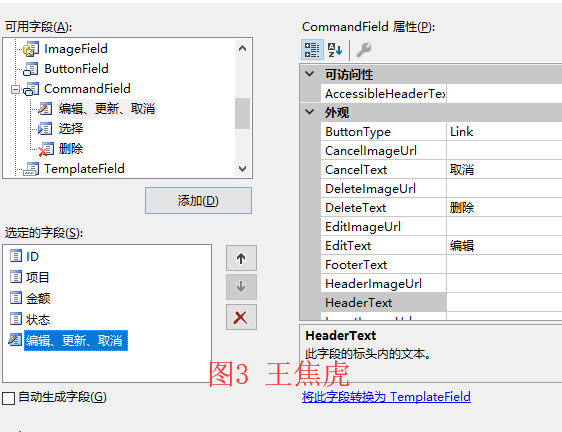 可用字段(A):
ImageField
ButtonField
CommandField
编辑、更新、取消
选择
删除
TemplateField
添加(D)
选定的字段(S):
ID
项目
金额
状态
编辑、更新、取消
自动生成字段(G)
CommandField 属性(P):
可访问性
AccessibleHeaderTex
外观
ButtonType Link
CancelImageUrl
CancelText 取消
DeleteImageUrl
DeleteText 删除
EditImageUrl
EditText 编辑
FooterText
HeaderImageUrl
HeaderText
HeaderText
此字段的标头内的文本。
图3 王焦虎
将此字段转换为 TemplateField